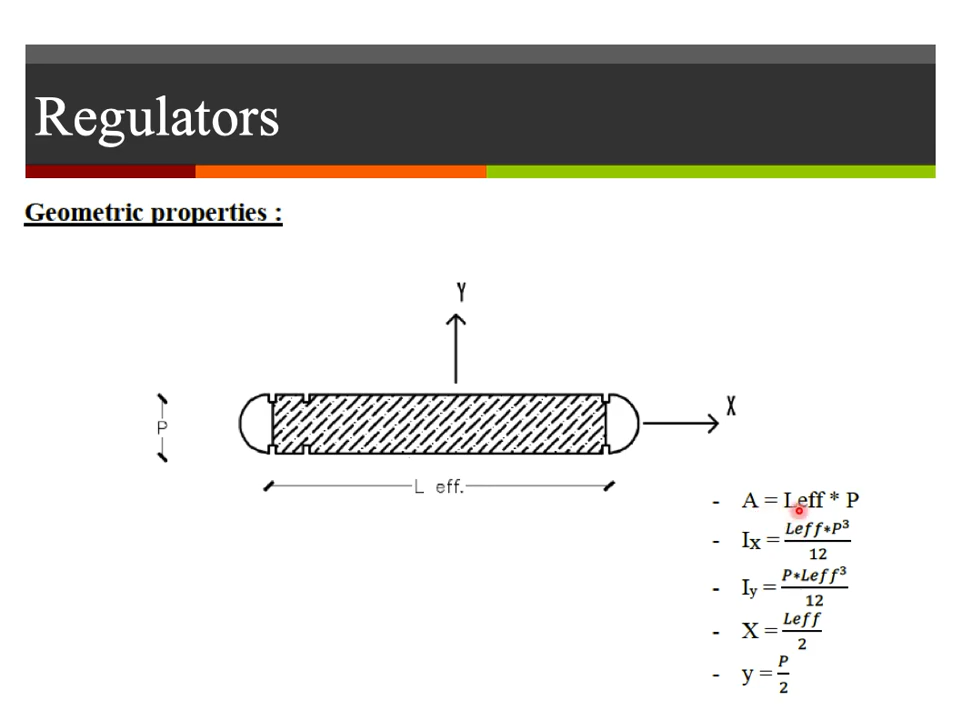 Regulators
Geometric properties :
Y
X
P
L eff.
- A = Leff * P
- Ix = Leff*P³/12
- Iy = P*Leff³/12
- X = Leff/2
- y = P/2